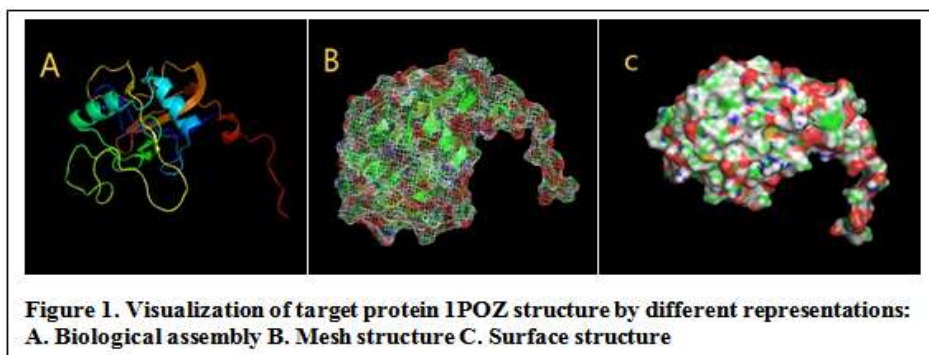 A B C
Figure 1. Visualization of target protein 1POZ structure by different representations:
A. Biological assembly B. Mesh structure C. Surface structure